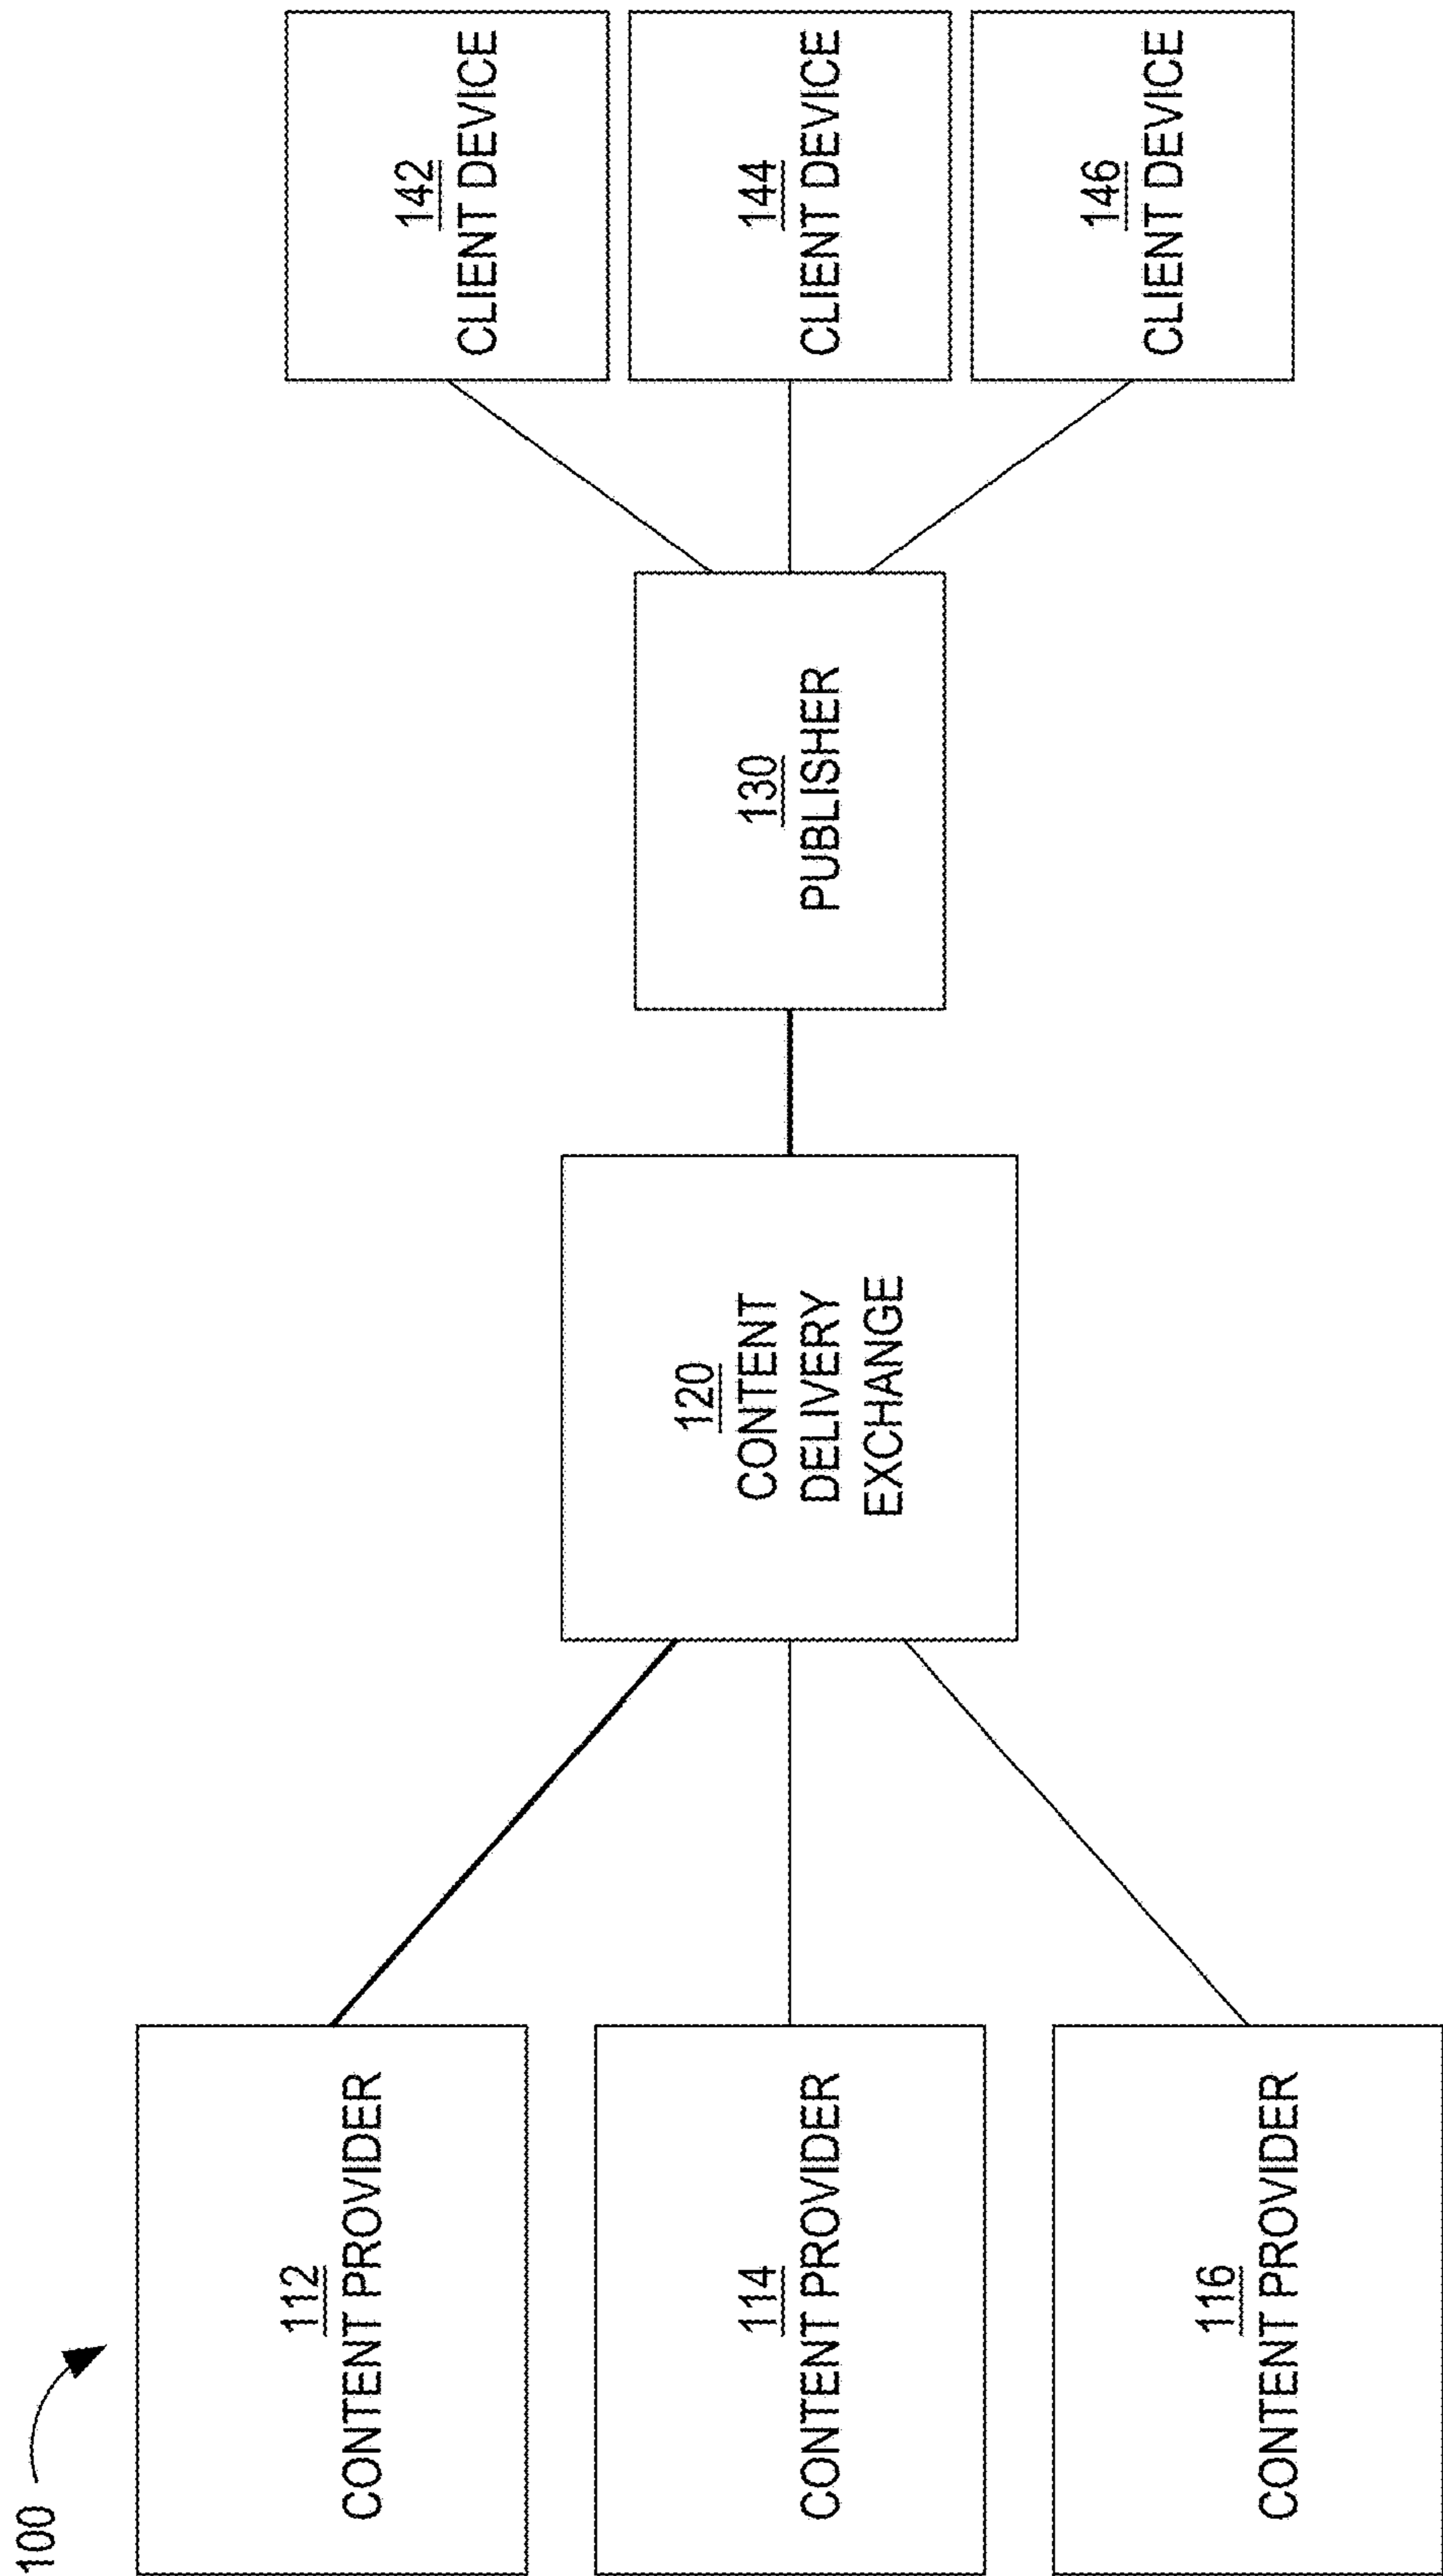 100
112
CONTENT PROVIDER
114
CONTENT PROVIDER
116
CONTENT PROVIDER
120
CONTENT
DELIVERY
EXCHANGE
130
PUBLISHER
142
CLIENT DEVICE
144
CLIENT DEVICE
146
CLIENT DEVICE